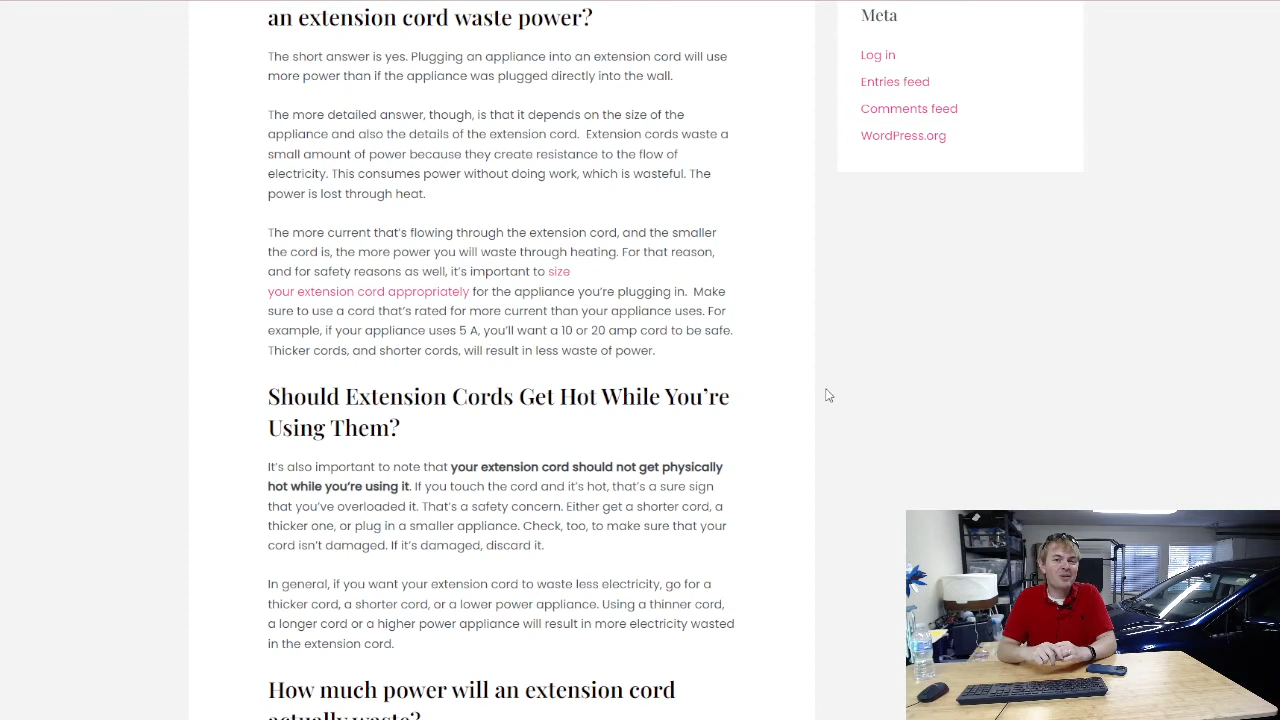 an extension cord waste power?
The short answer is yes. Plugging an appliance into an extension cord will use
more power than if the appliance was plugged directly into the wall.
The more detailed answer, though, is that it depends on the size of the
appliance and also the details of the extension cord.  Extension cords waste a
small amount of power because they create resistance to the flow of
electricity. This consumes power without doing work, which is wasteful. The
power is lost through heat.
The more current that's flowing through the extension cord, and the smaller
the cord is, the more power you will waste through heating. For that reason,
and for safety reasons as well, it's important to size
your extension cord appropriately for the appliance you're plugging in.  Make
sure to use a cord that's rated for more current than your appliance uses. For
example, if your appliance uses 5 A, you'll want a 10 or 20 amp cord to be safe.
Thicker cords, and shorter cords, will result in less waste of power.
Should Extension Cords Get Hot While You're
Using Them?
It's also important to note that your extension cord should not get physically
hot while you're using it. If you touch the cord and it's hot, that's a sure sign
that you've overloaded it. That's a safety concern. Either get a shorter cord, a
thicker one, or plug in a smaller appliance. Check, too, to make sure that your
cord isn't damaged. If it's damaged, discard it.
In general, if you want your extension cord to waste less electricity, go for a
thicker cord, a shorter cord, or a lower power appliance. Using a thinner cord,
a longer cord or a higher power appliance will result in more electricity wasted
in the extension cord.
How much power will an extension cord
actually waste?
Meta
Log in
Entries feed
Comments feed
WordPress.org